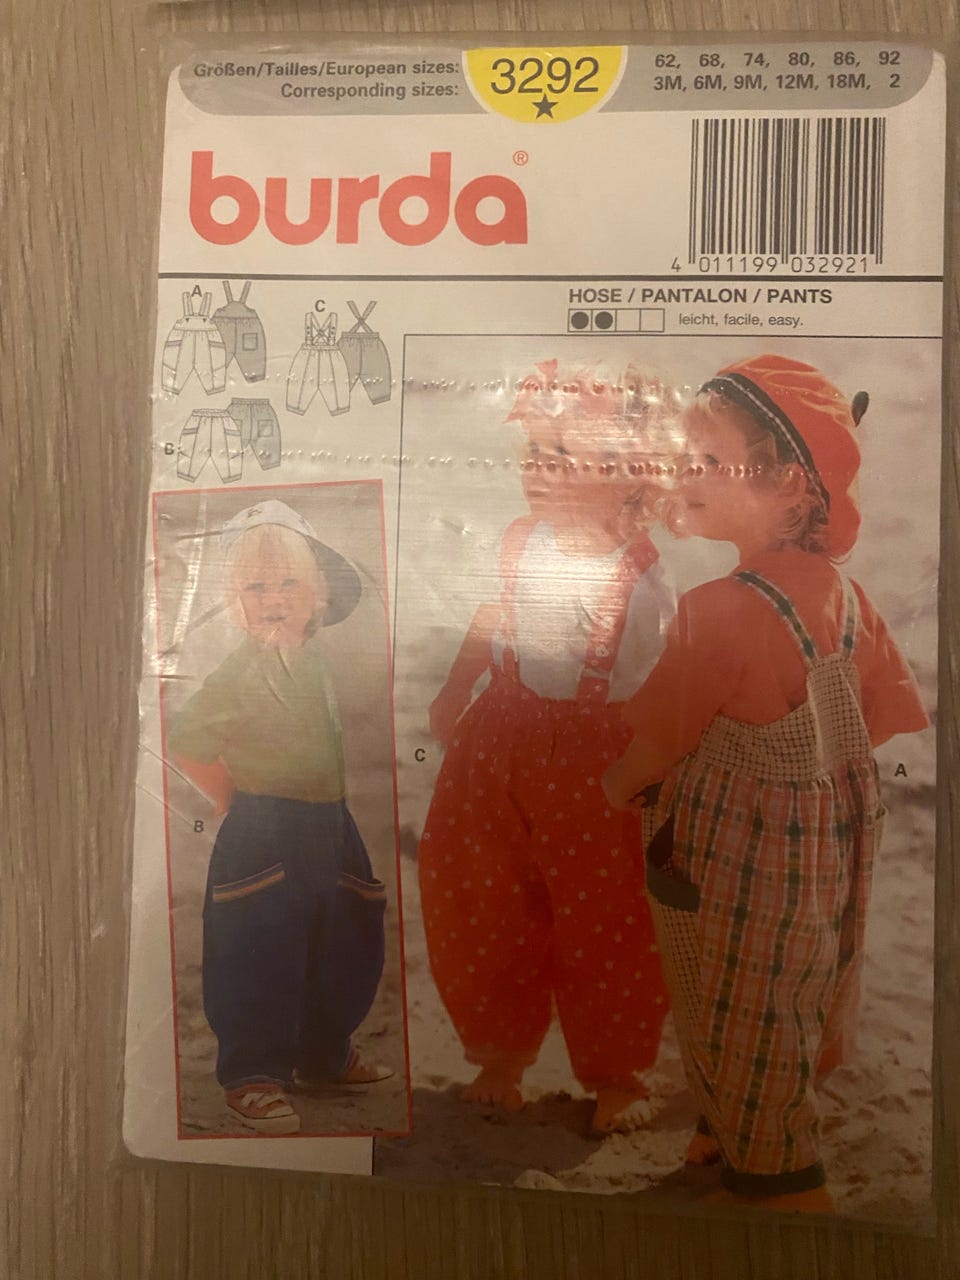 Größen/Tailles/European sizes: 62, 68, 74, 80, 86, 92
Corresponding sizes: 3M, 6M, 9M, 12M, 18M, 2
3292
burda®
4 011199 032921
HOSE / PANTALON / PANTS
leicht, facile, easy.
A
C
B
C
A
B